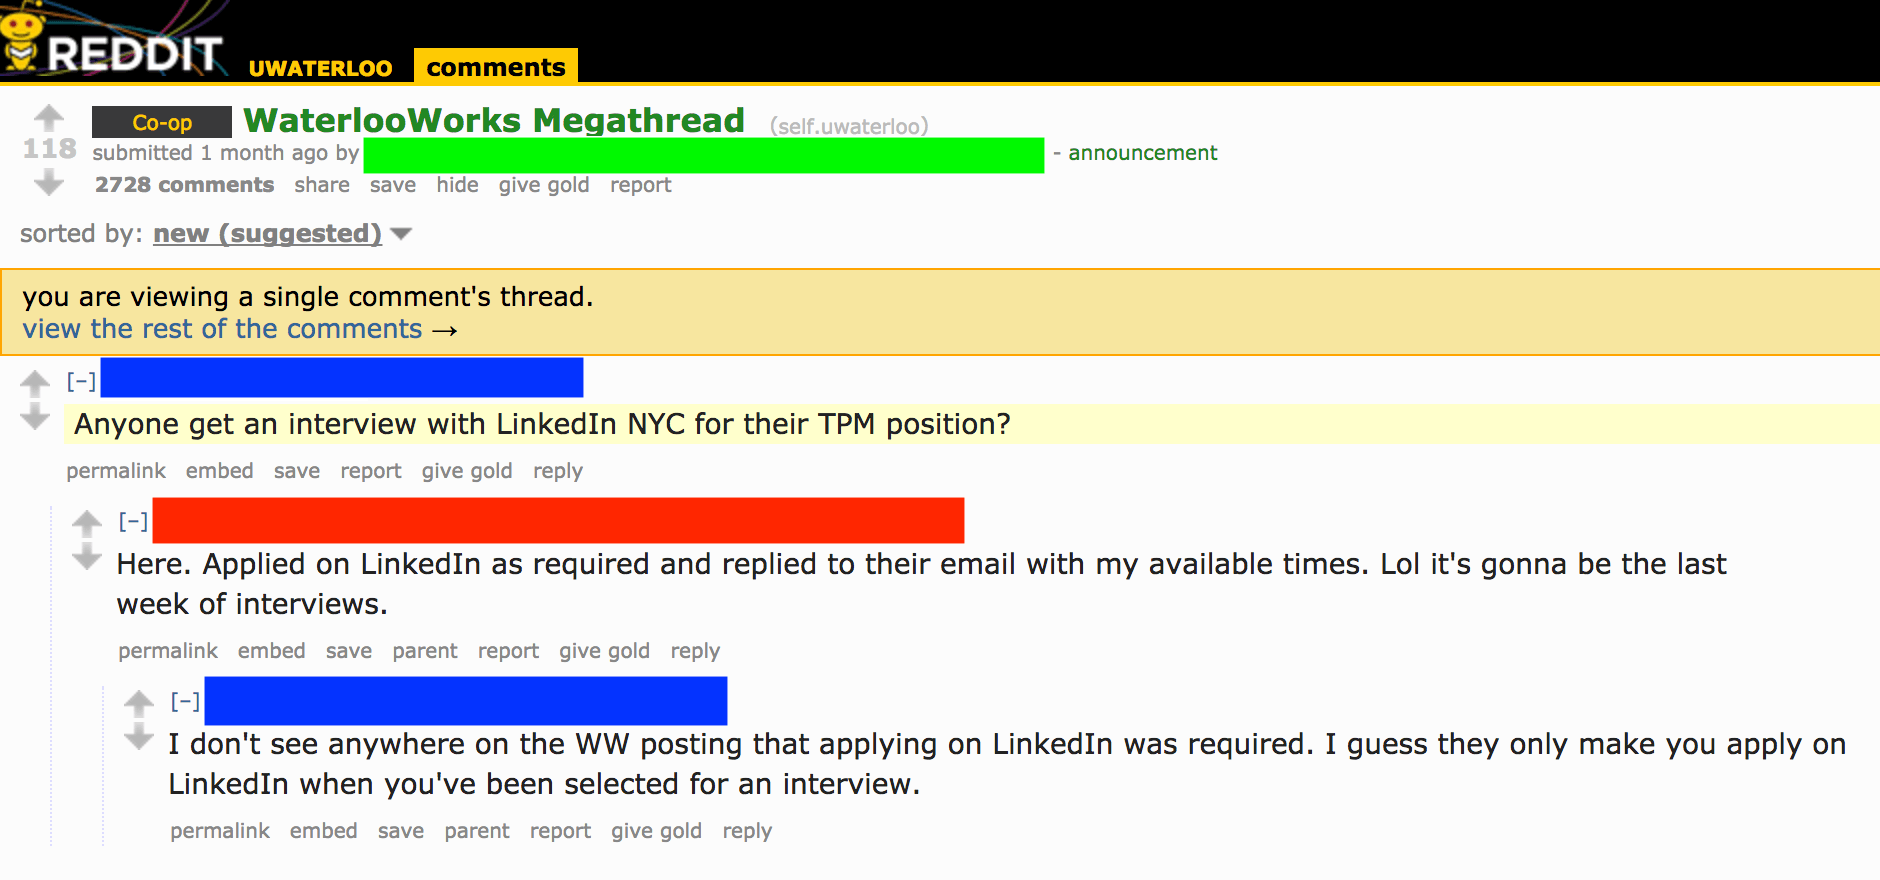 REDDIT UWATERLOO comments
Co-op WaterlooWorks Megathread (self.uwaterloo)
118
submitted 1 month ago by - announcement
2728 comments share save hide give gold report
sorted by: new (suggested)
you are viewing a single comment's thread.
view the rest of the comments →
[–]
Anyone get an interview with LinkedIn NYC for their TPM position?
permalink embed save report give gold reply
[–]
Here. Applied on LinkedIn as required and replied to their email with my available times. Lol it's gonna be the last
week of interviews.
permalink embed save parent report give gold reply
[–]
I don't see anywhere on the WW posting that applying on LinkedIn was required. I guess they only make you apply on
LinkedIn when you've been selected for an interview.
permalink embed save parent report give gold reply